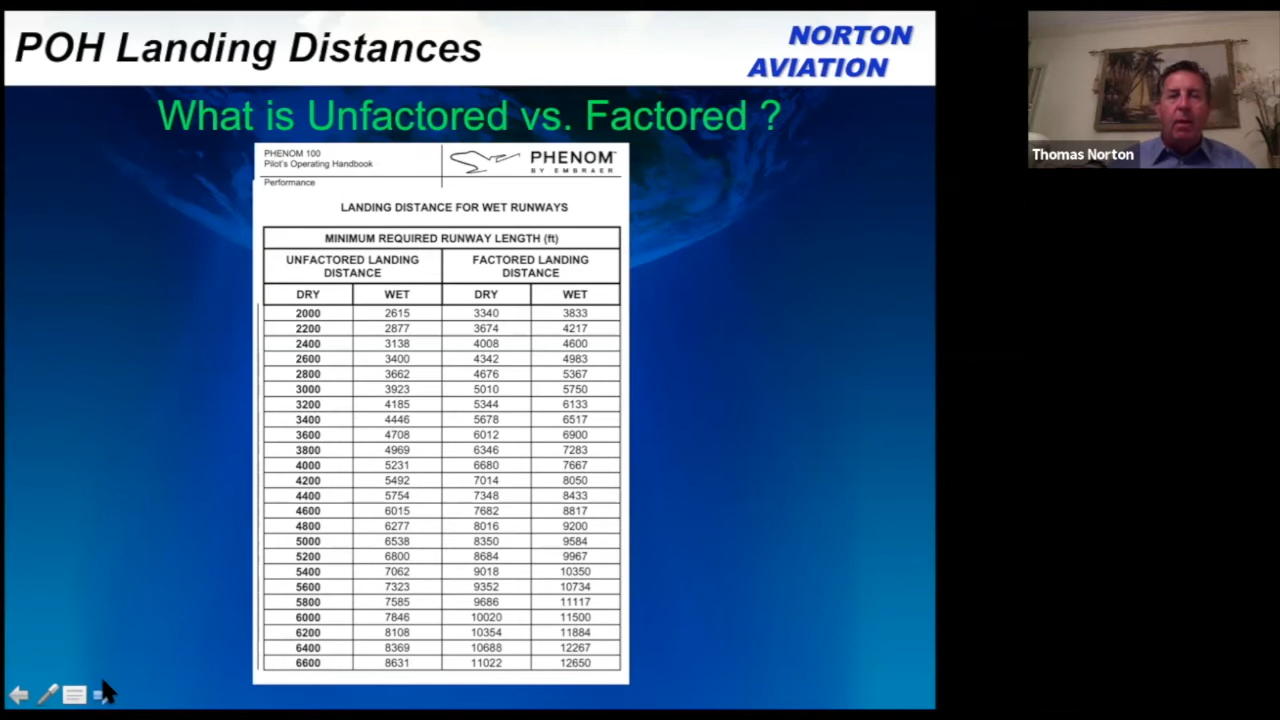 POH Landing Distances
NORTON
AVIATION
What is Unfactored vs. Factored ?
PHENOM 100
Pilot's Operating Handbook
PHENOM
BY EMBRAER
Performance
LANDING DISTANCE FOR WET RUNWAYS
MINIMUM REQUIRED RUNWAY LENGTH (ft)
UNFACTORED LANDING DISTANCE FACTORED LANDING DISTANCE
DRY WET DRY WET
2000 2615 3340 3833
2200 2877 3674 4217
2400 3138 4008 4600
2600 3400 4342 4983
2800 3662 4676 5367
3000 3923 5010 5750
3200 4185 5344 6133
3400 4446 5678 6517
3600 4708 6012 6900
3800 4969 6346 7283
4000 5231 6680 7667
4200 5492 7014 8050
4400 5754 7348 8433
4600 6015 7682 8817
4800 6277 8016 9200
5000 6538 8350 9584
5200 6800 8684 9967
5400 7062 9018 10350
5600 7323 9352 10734
5800 7585 9686 11117
6000 7846 10020 11500
6200 8108 10354 11884
6400 8369 10688 12267
6600 8631 11022 12650
Thomas Norton